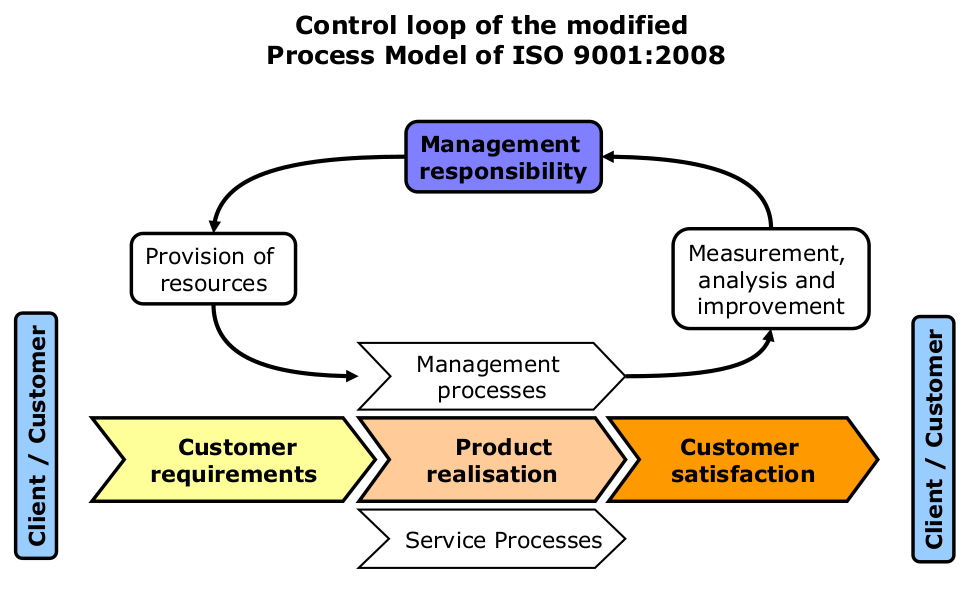 Control loop of the modified
Process Model of ISO 9001:2008
Management
responsibility
Provision of
resources
Measurement,
analysis and
improvement
Management
processes
Client / Customer
Customer
requirements
Product
realisation
Customer
satisfaction
Client / Customer
Service Processes